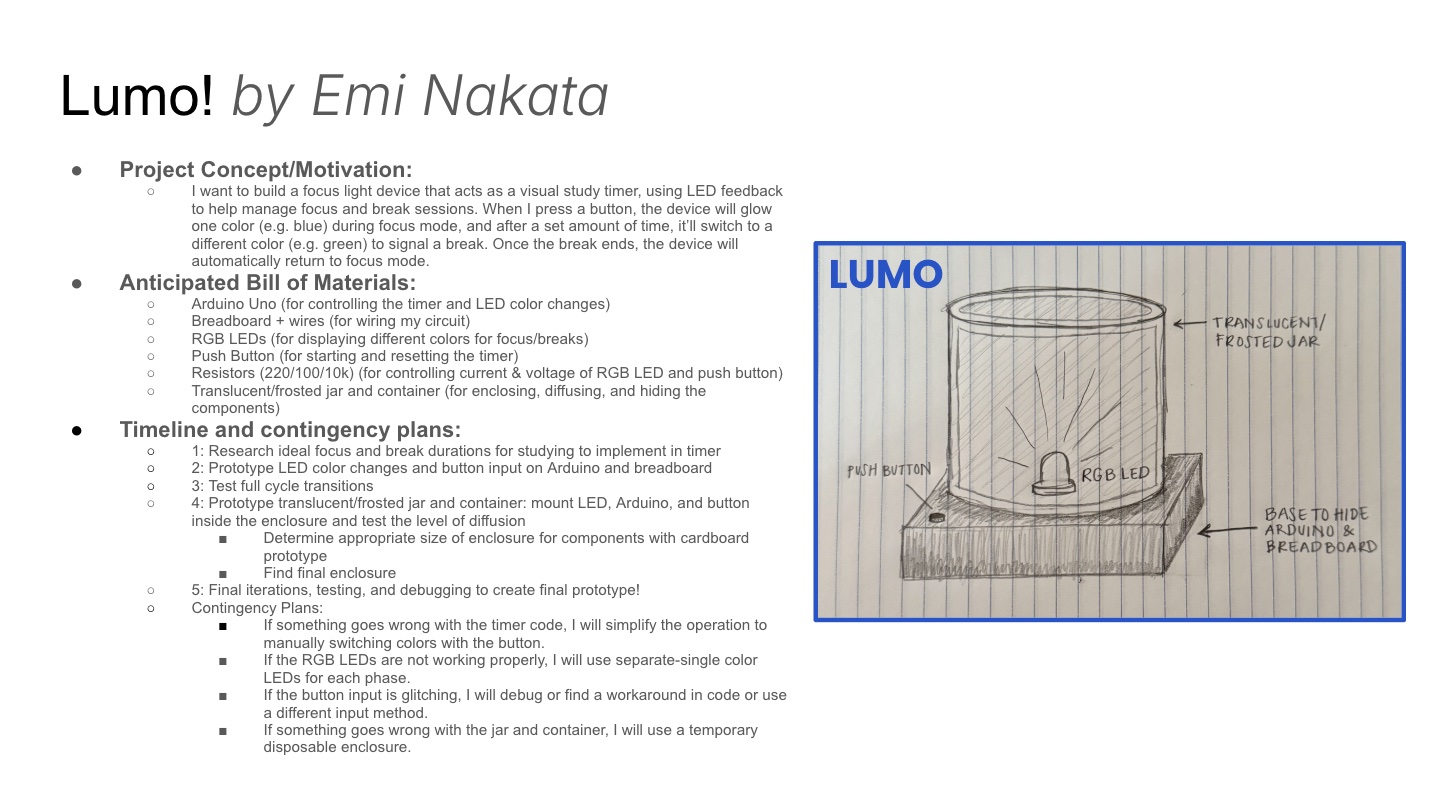 Lumo! by Emi Nakata
● Project Concept/Motivation:
○ I want to build a focus light device that acts as a visual study timer, using LED feedback
to help manage focus and break sessions. When I press a button, the device will glow
one color (e.g. blue) during focus mode, and after a set amount of time, it'll switch to a
different color (e.g. green) to signal a break. Once the break ends, the device will
automatically return to focus mode.
● Anticipated Bill of Materials:
○ Arduino Uno (for controlling the timer and LED color changes)
○ Breadboard + wires (for wiring my circuit)
○ RGB LEDs (for displaying different colors for focus/breaks)
○ Push Button (for starting and resetting the timer)
○ Resistors (220/100/10k) (for controlling current & voltage of RGB LED and push button)
○ Translucent/frosted jar and container (for enclosing, diffusing, and hiding the
components)
● Timeline and contingency plans:
○ 1: Research ideal focus and break durations for studying to implement in timer
○ 2: Prototype LED color changes and button input on Arduino and breadboard
○ 3: Test full cycle transitions
○ 4: Prototype translucent/frosted jar and container: mount LED, Arduino, and button
inside the enclosure and test the level of diffusion
■ Determine appropriate size of enclosure for components with cardboard
prototype
■ Find final enclosure
○ 5: Final iterations, testing, and debugging to create final prototype!
○ Contingency Plans:
■ If something goes wrong with the timer code, I will simplify the operation to
manually switching colors with the button.
■ If the RGB LEDs are not working properly, I will use separate-single color
LEDs for each phase.
■ If the button input is glitching, I will debug or find a workaround in code or use
a different input method.
■ If something goes wrong with the jar and container, I will use a temporary
disposable enclosure.
LUMO
TRANSLUCENT/
FROSTED JAR
PUSH BUTTON
RGB LED
BASE TO HIDE
ARDUINO &
BREADBOARD